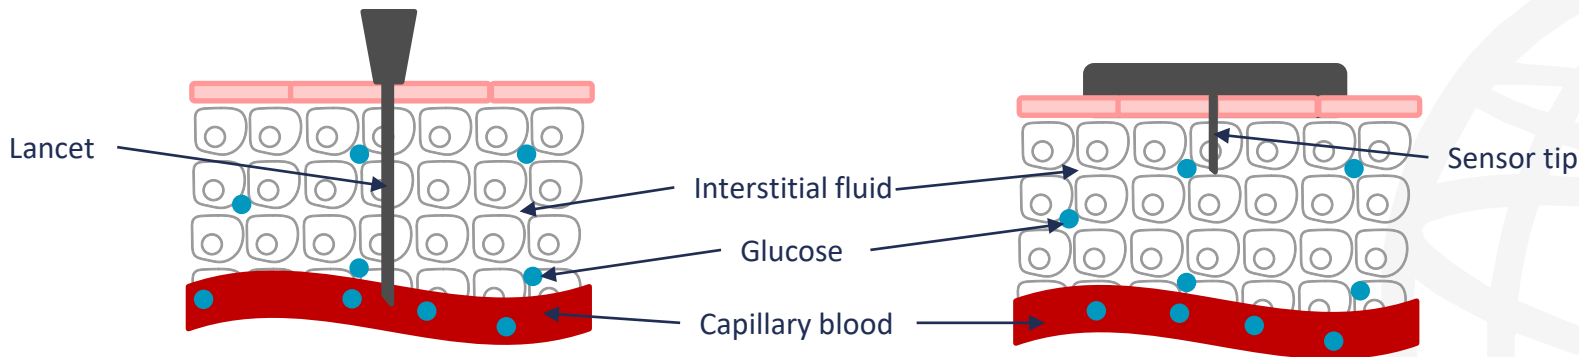 Lancet
Interstitial fluid
Sensor tip
Glucose
Capillary blood